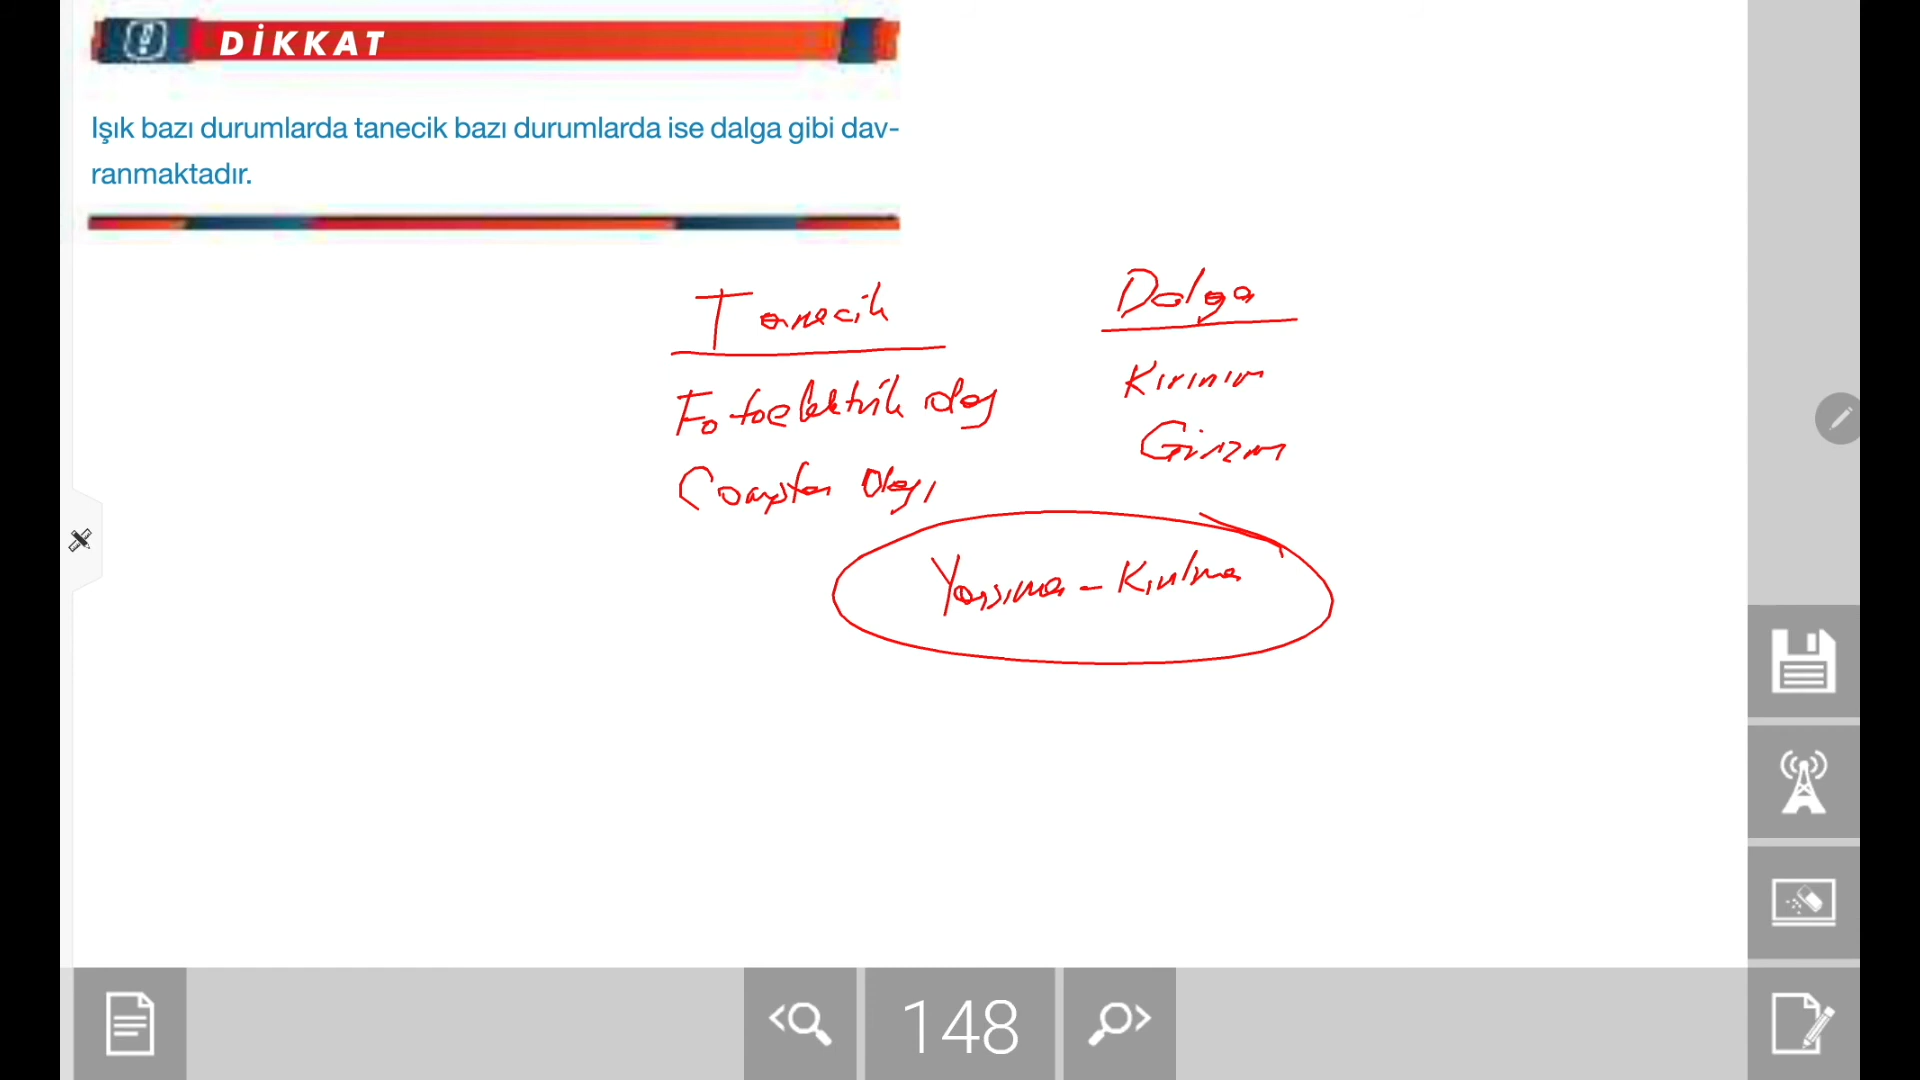 DİKKAT
Işık bazı durumlarda tanecik bazı durumlarda ise dalga gibi dav-
ranmaktadır.
Tanecik
Dalga
Fotoelektrik olay
Kırınım
Compton Olayı
Girişim
Yansıma - Kırılma
148